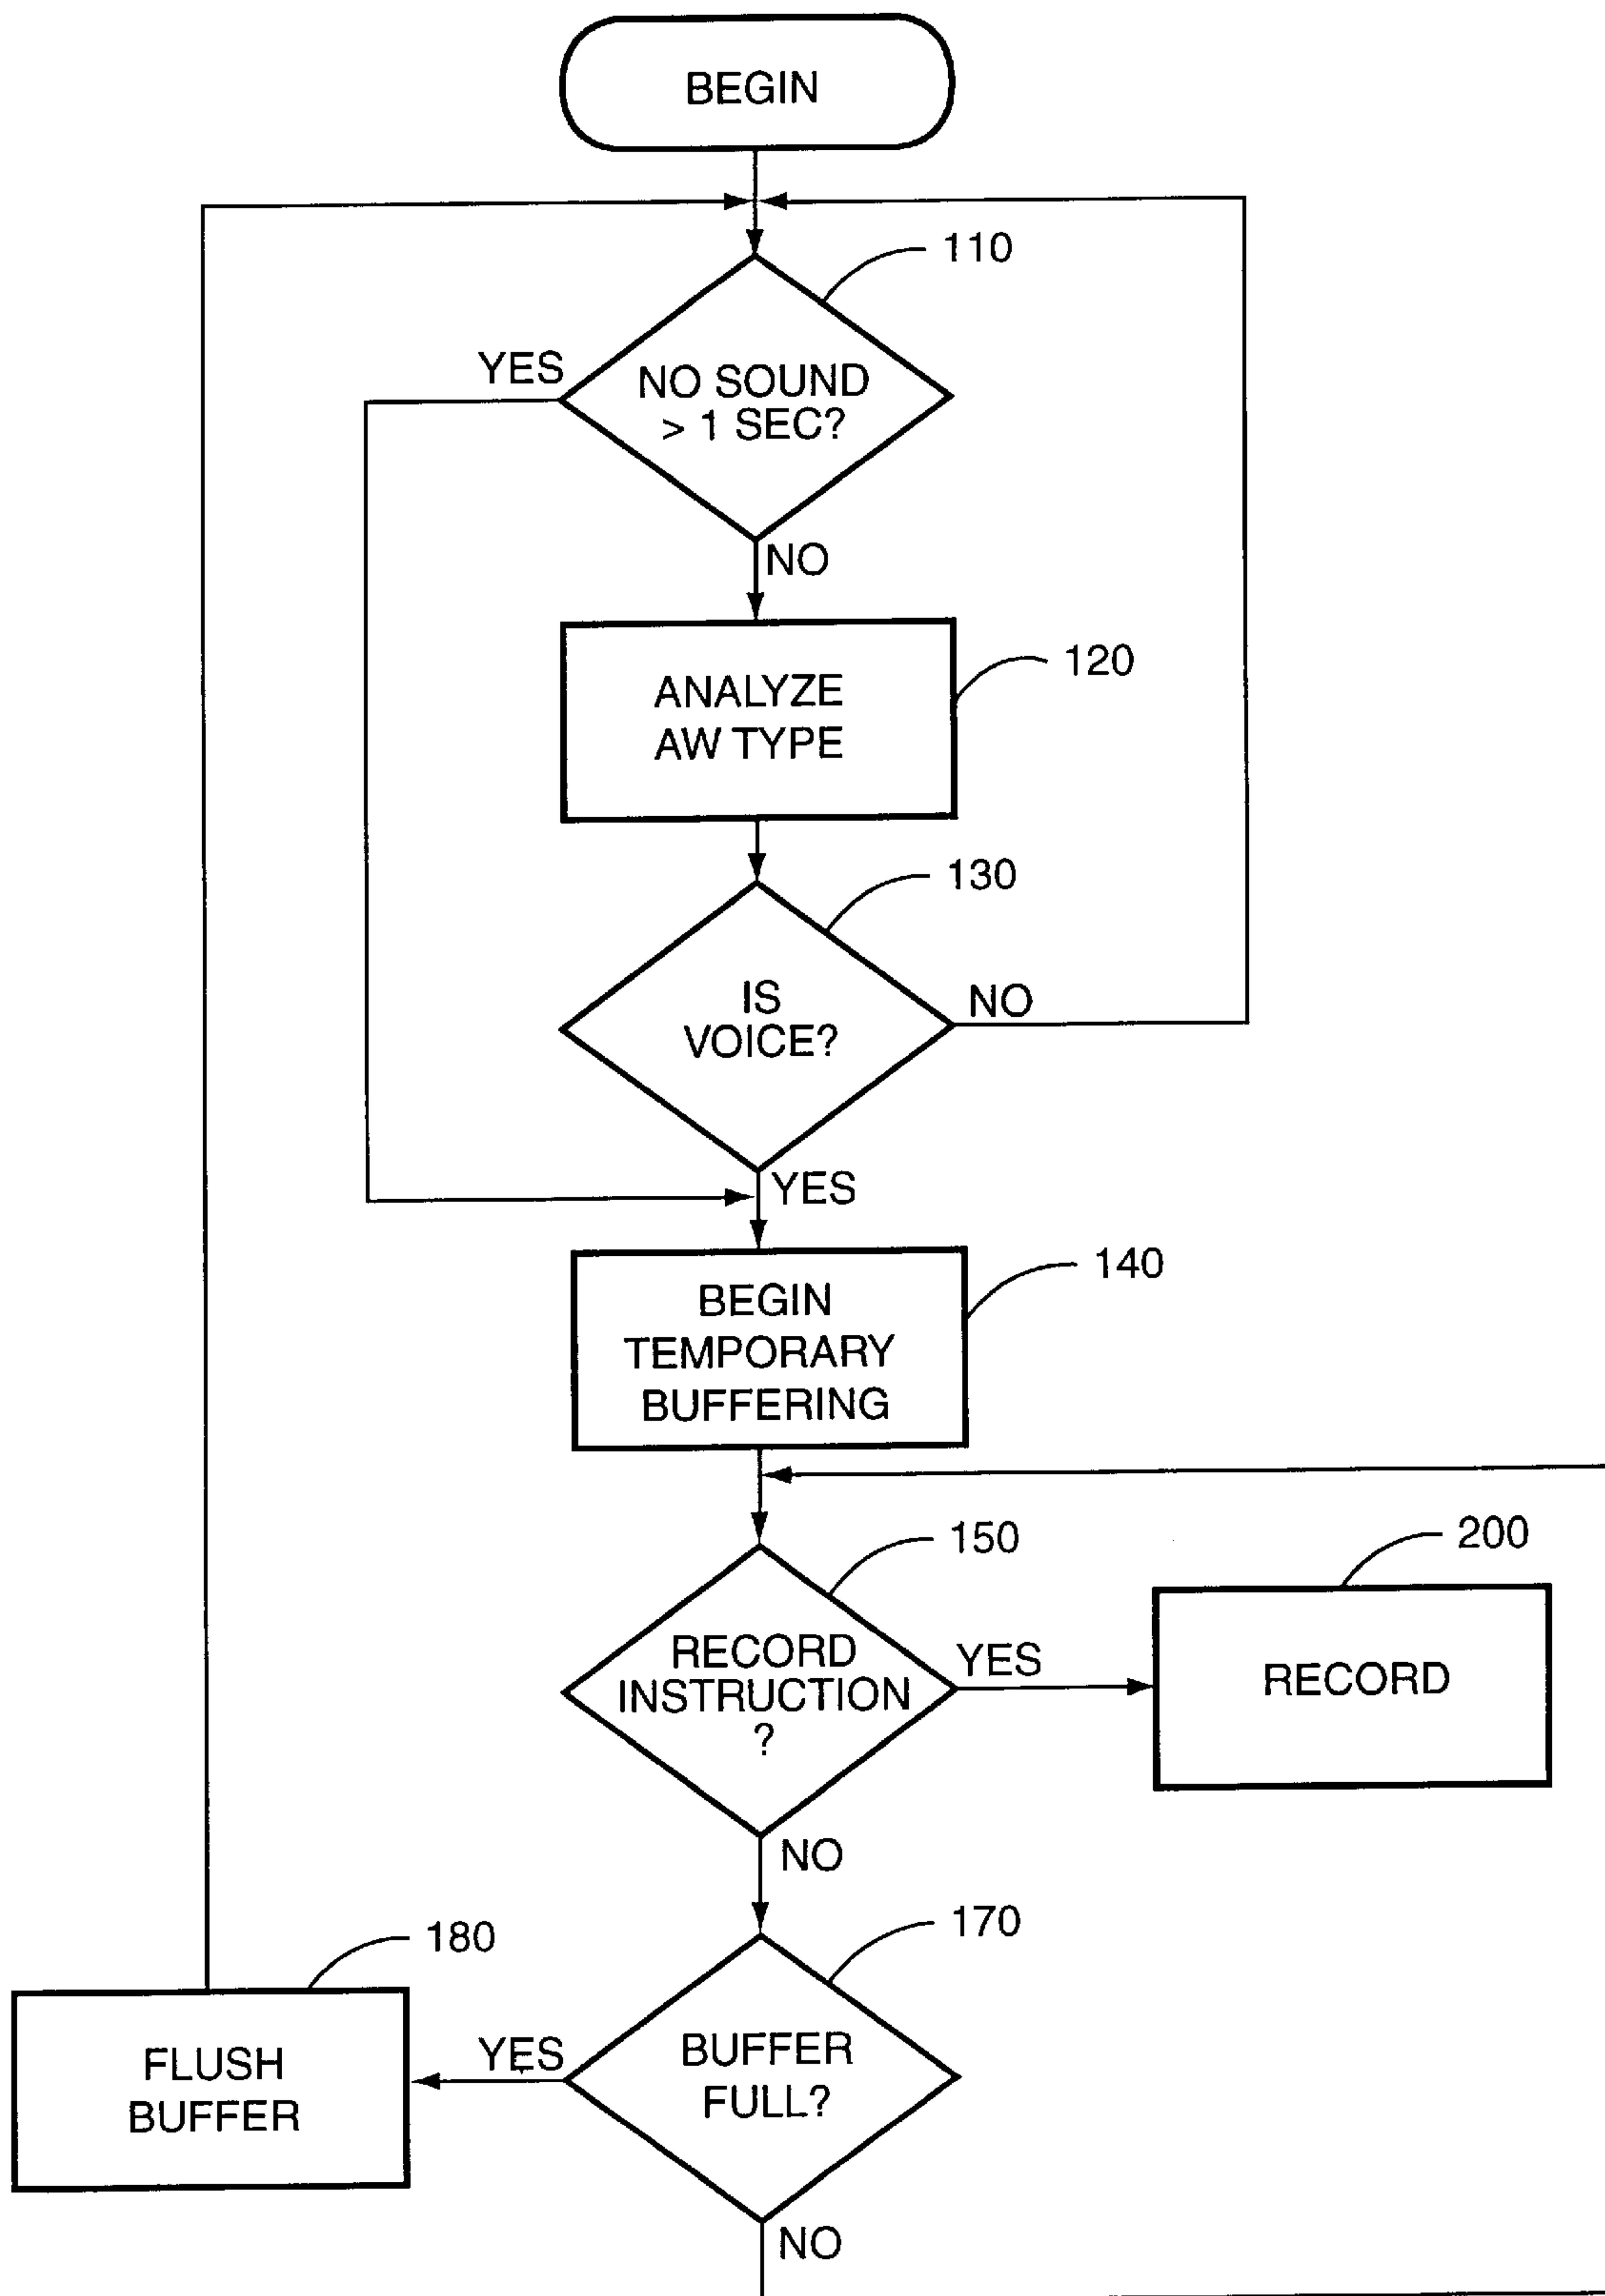 BEGIN
110
YES
NO SOUND
> 1 SEC?
NO
120
ANALYZE
AW TYPE
130
IS
VOICE?
NO
YES
140
BEGIN
TEMPORARY
BUFFERING
150
200
RECORD
INSTRUCTION
?
YES
RECORD
NO
170
180
BUFFER
FULL?
YES
FLUSH
BUFFER
NO